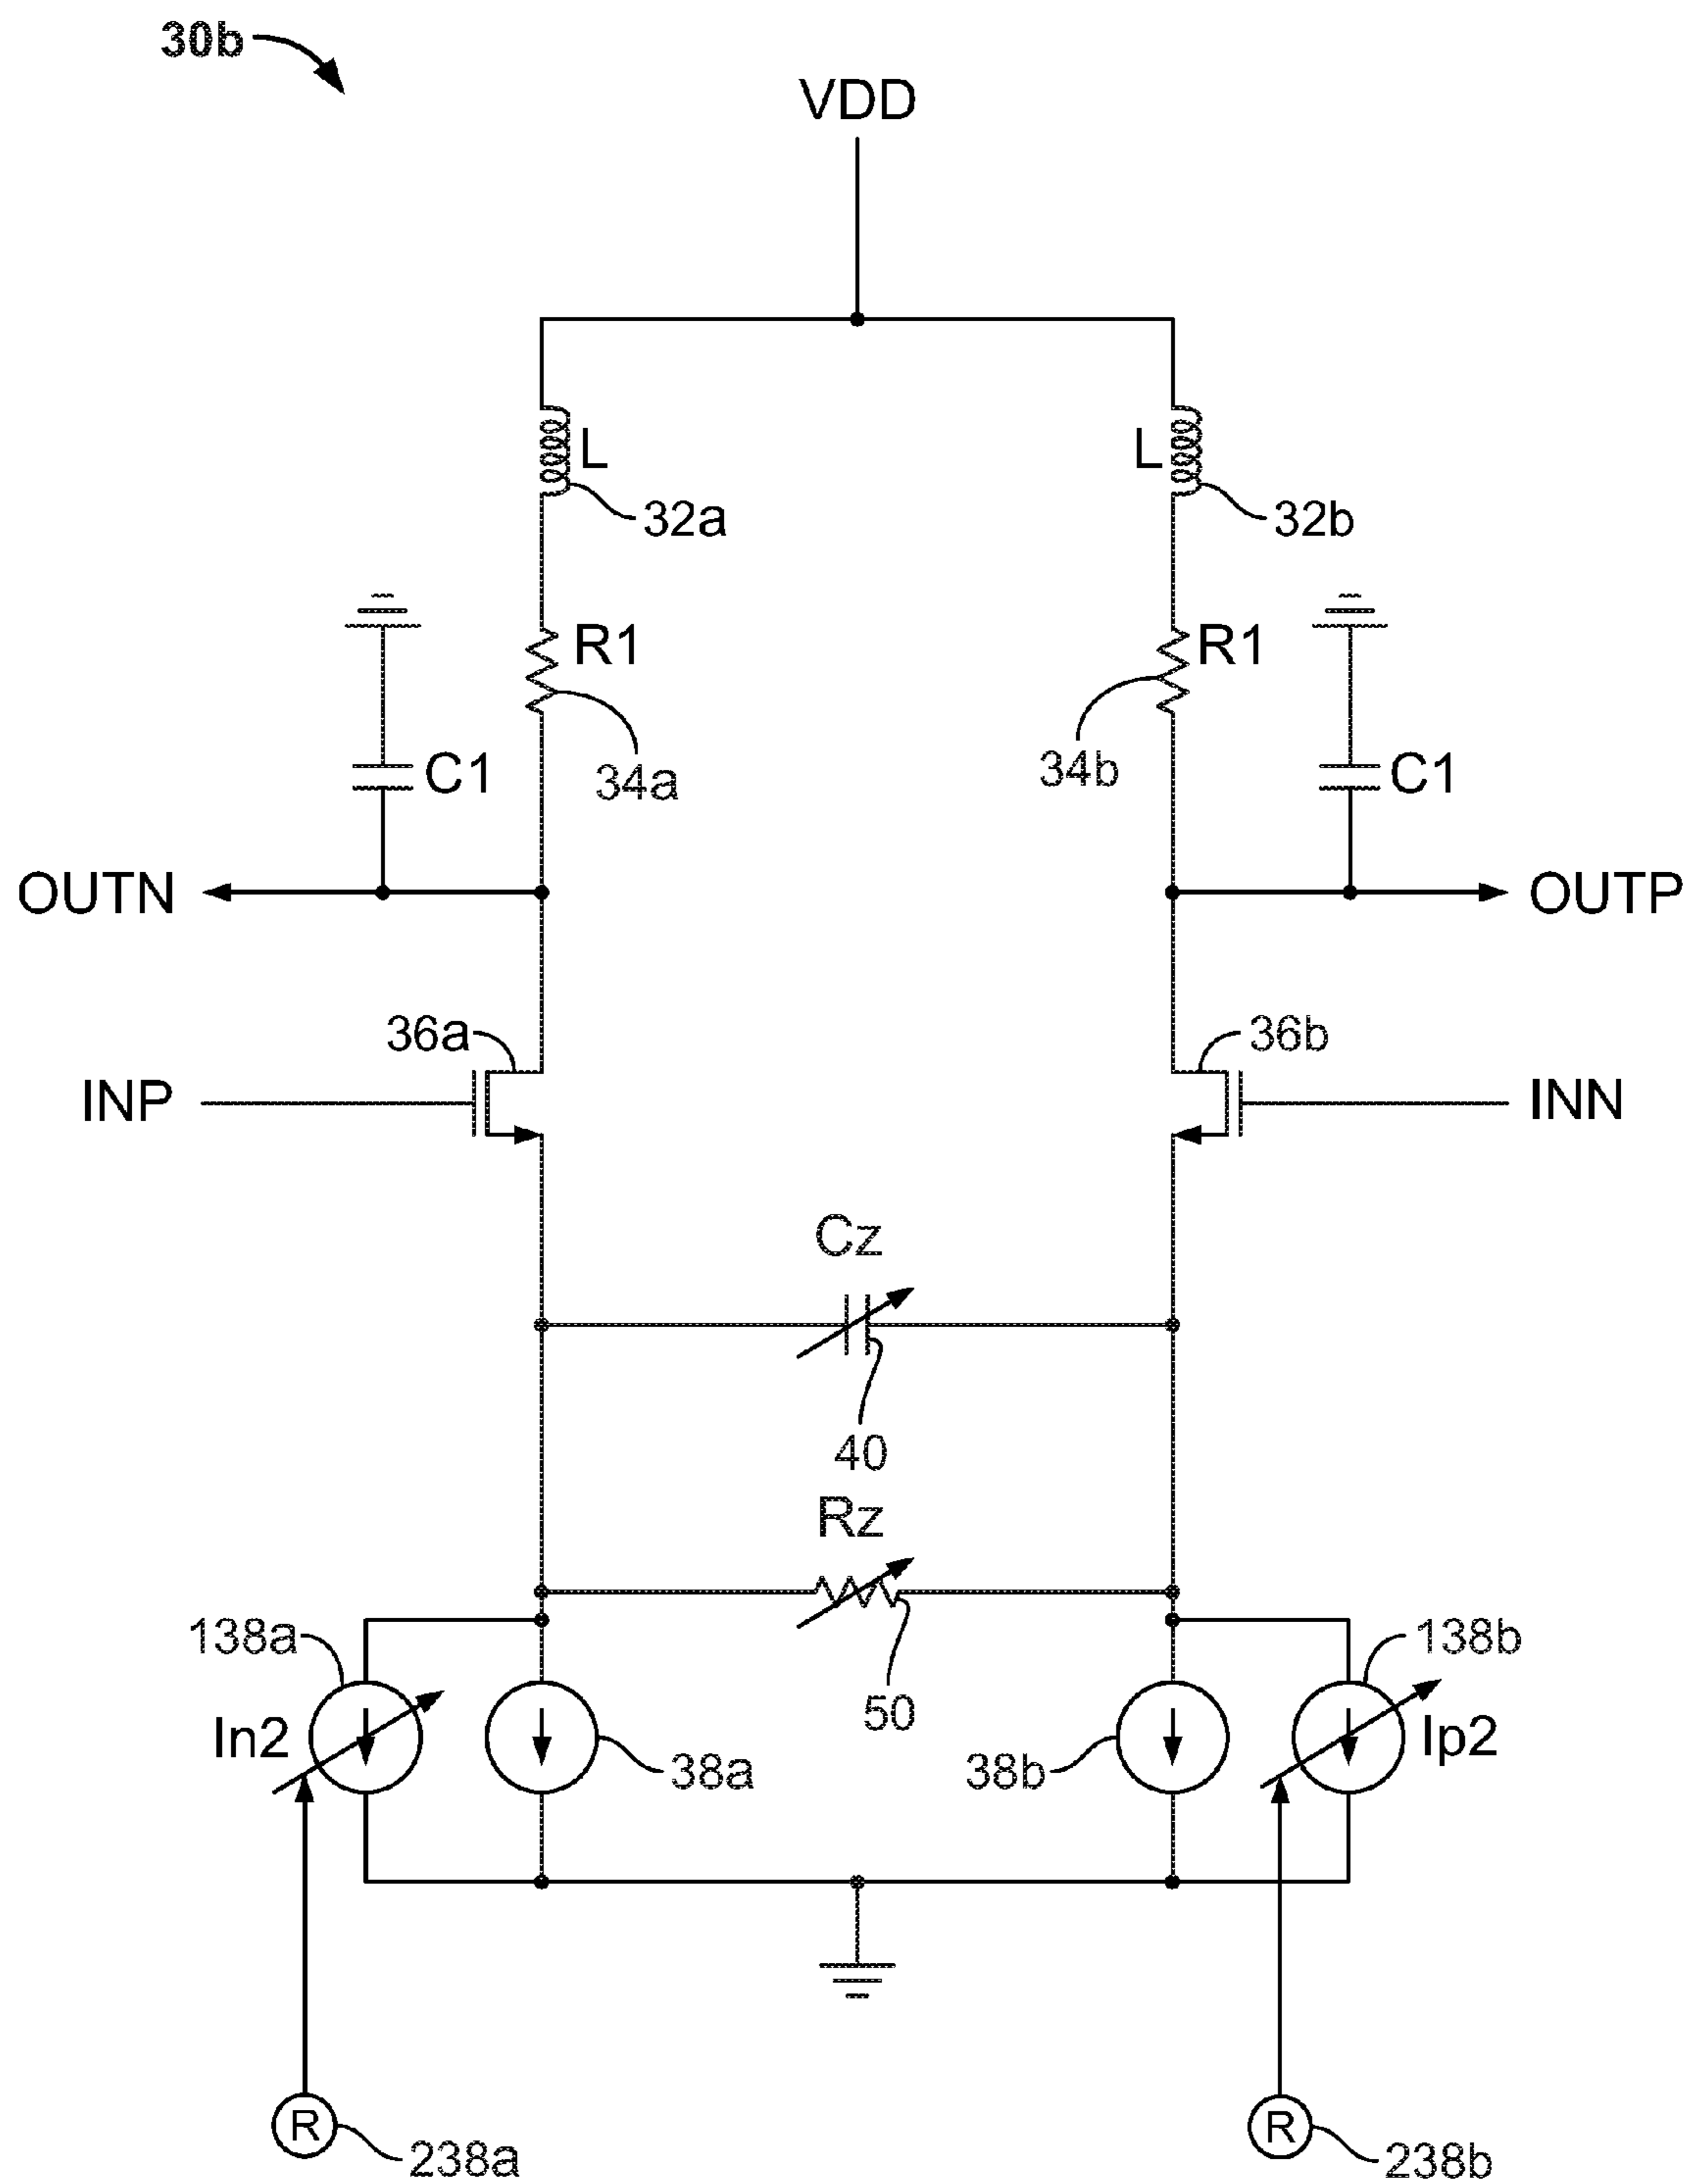 30b
VDD
L
L
32a
32b
R1
R1
34a
34b
C1
C1
OUTN
OUTP
36a
36b
INP
INN
Cz
40
Rz
138a
138b
50
In2
Ip2
38a
38b
R
R
238a
238b